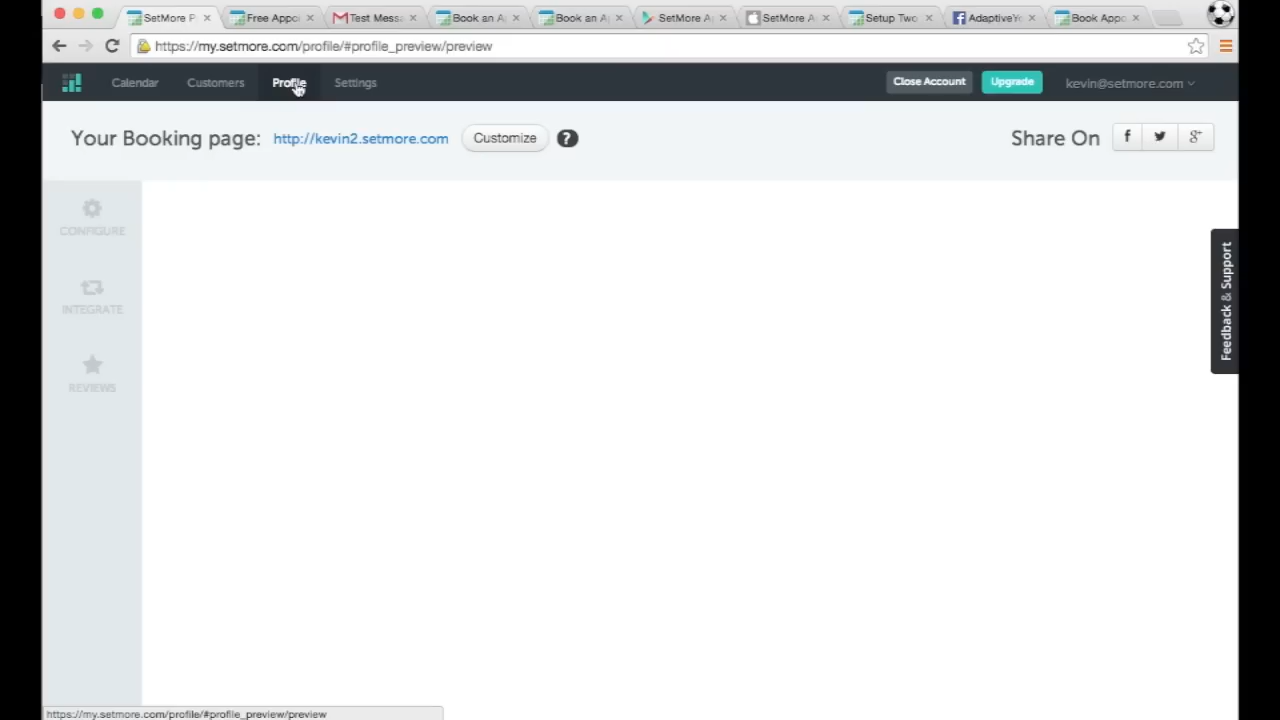 SetMore P
Free Appo
Test Messa
Book an A
Book an A
SetMore A
SetMore A
Setup Two
AdaptiveYo
Book Appo
https://my.setmore.com/profile/#profile_preview/preview
Calendar
Customers
Profile
Settings
Close Account
Upgrade
kevin@setmore.com
Your Booking page:
http://kevin2.setmore.com
Customize
?
Share On
f
g+
CONFIGURE
INTEGRATE
REVIEWS
Feedback & Support
https://my.setmore.com/profile/#profile_preview/preview